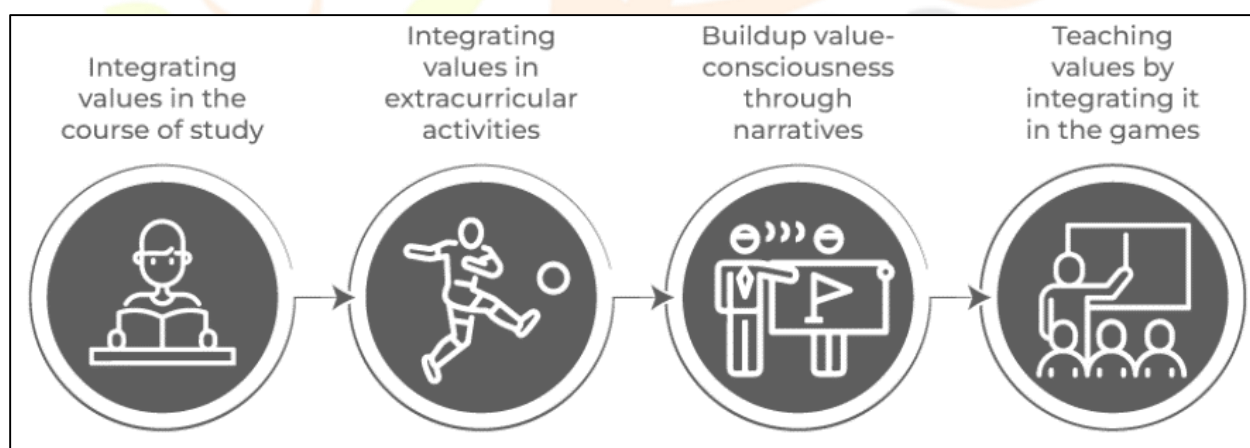 Integrating
values in the
course of study
Integrating
values in
extracurricular
activities
Buildup value-
consciousness
through
narratives
Teaching
values by
integrating it
in the games